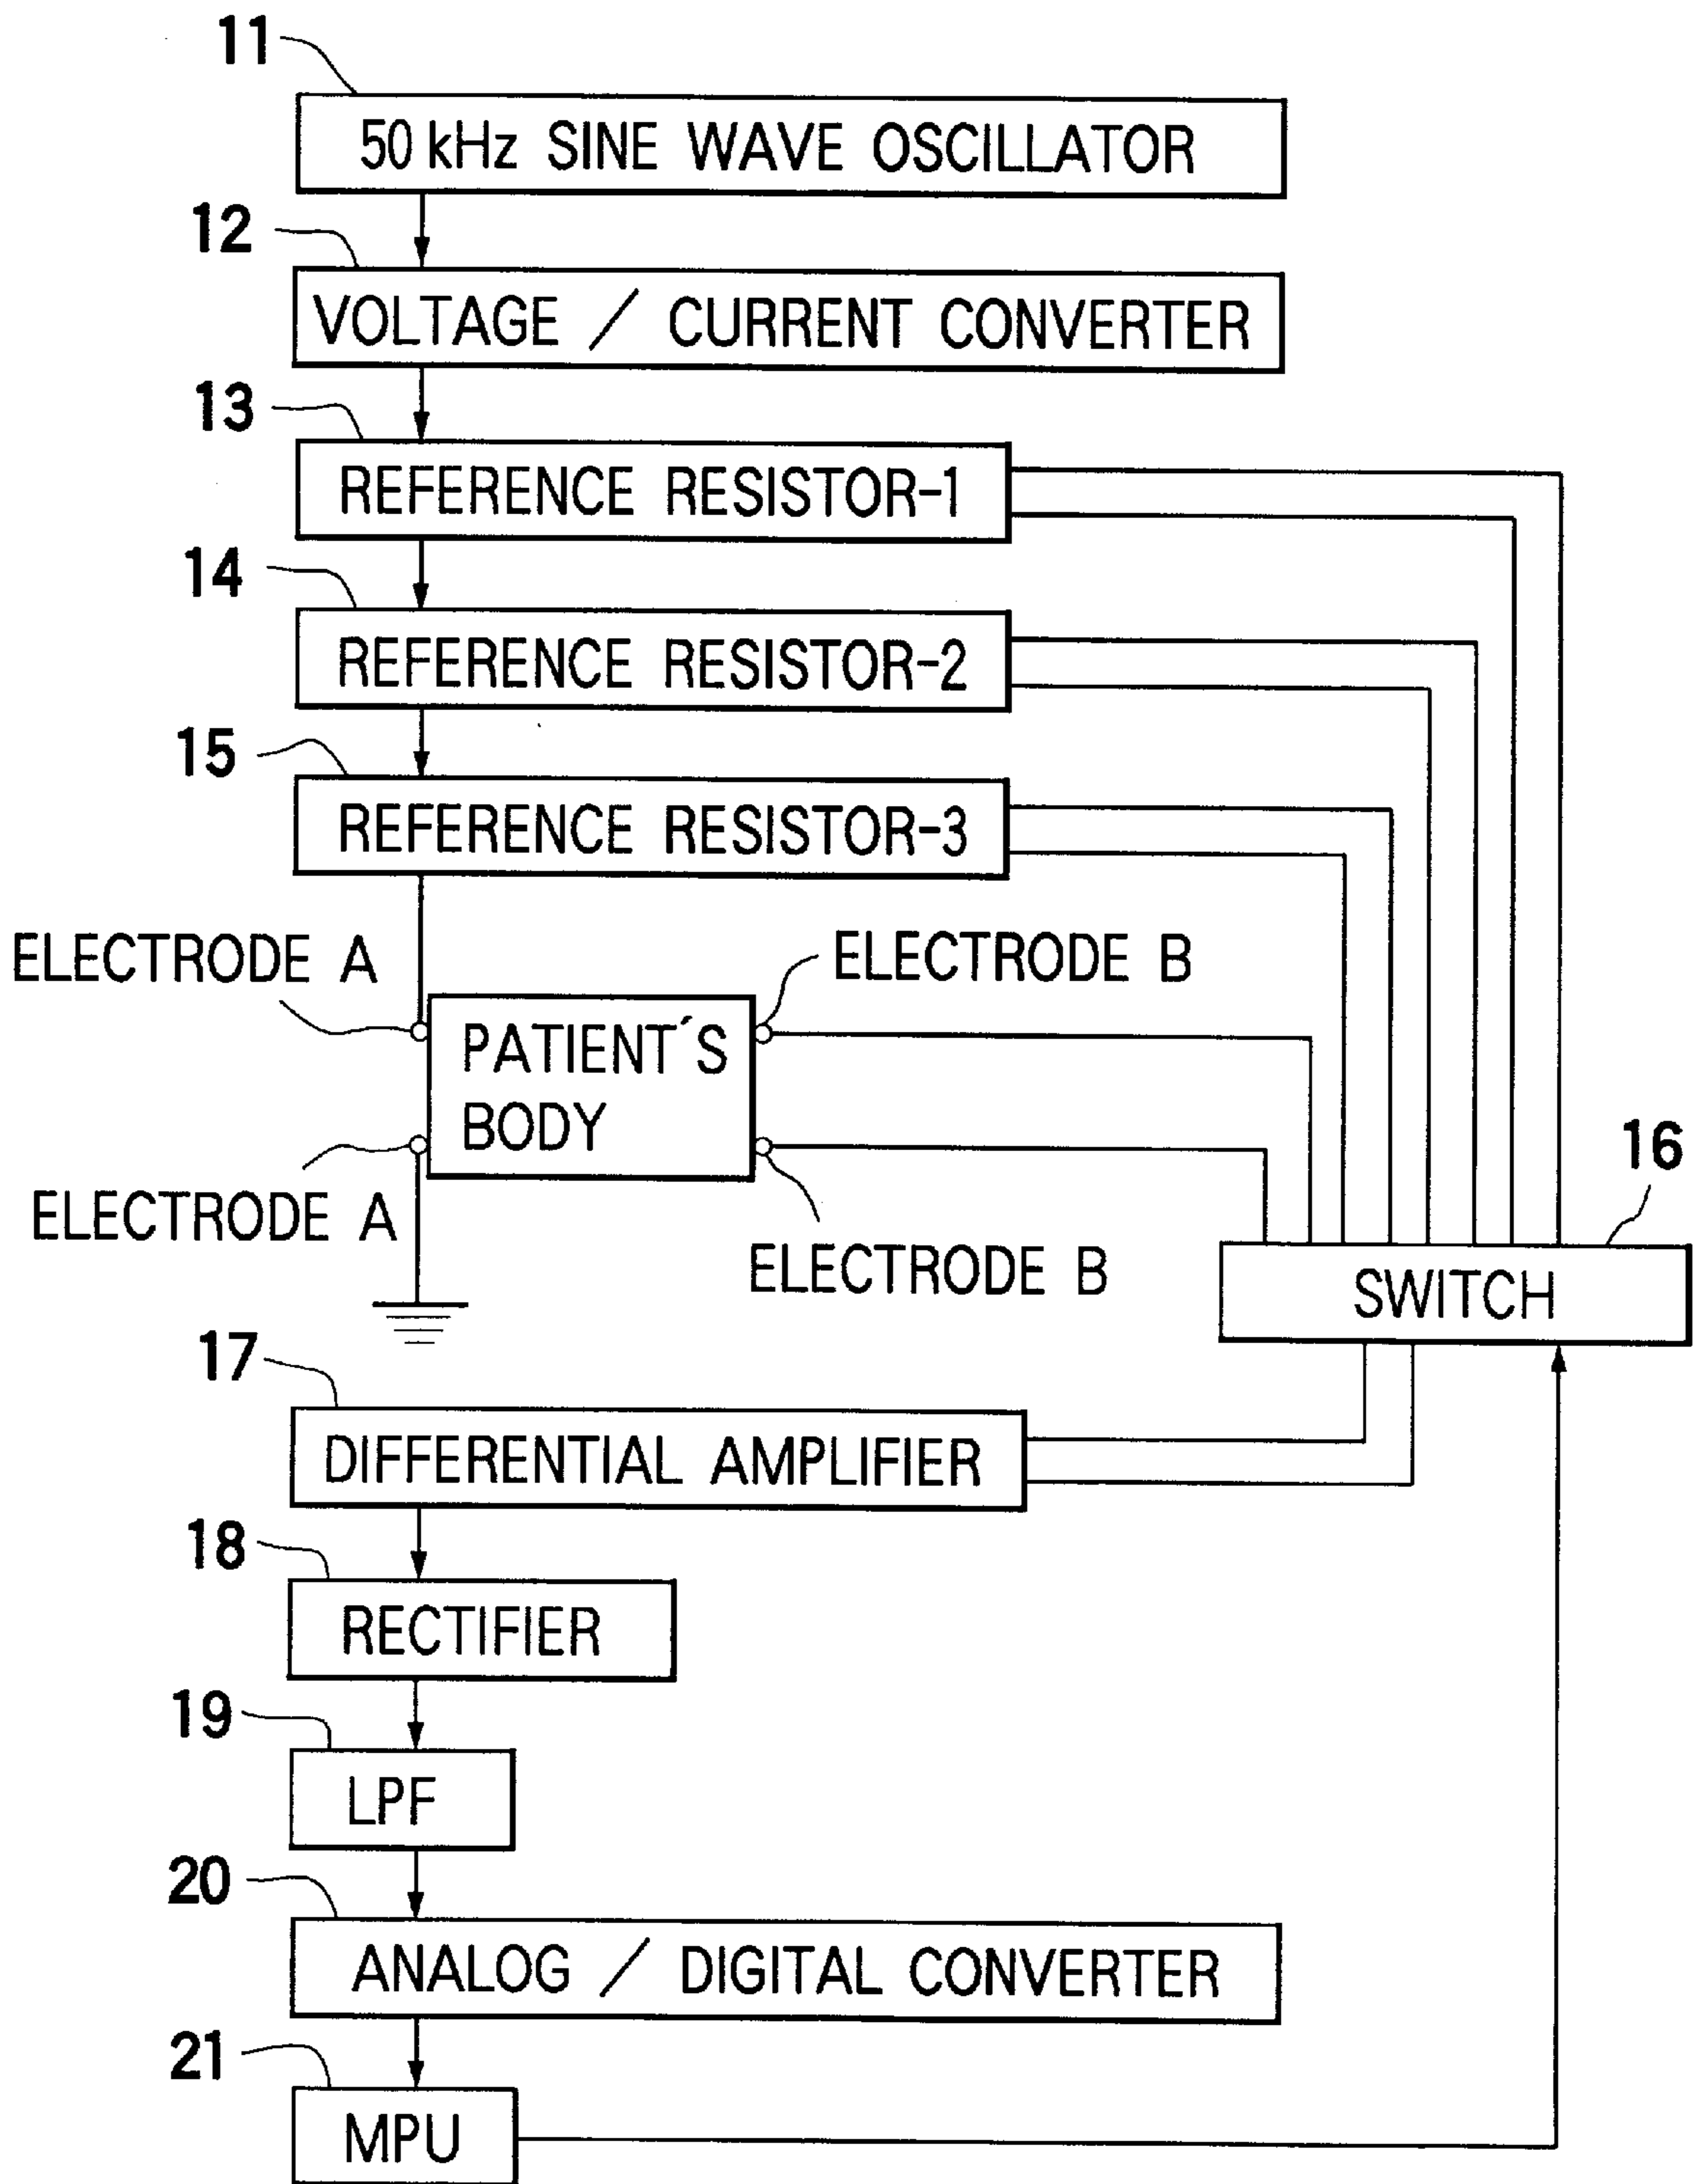 11
50 kHz SINE WAVE OSCILLATOR
12
VOLTAGE / CURRENT CONVERTER
13
REFERENCE RESISTOR-1
14
REFERENCE RESISTOR-2
15
REFERENCE RESISTOR-3
ELECTRODE A
ELECTRODE B
PATIENT´S
BODY
16
ELECTRODE A
ELECTRODE B
SWITCH
17
DIFFERENTIAL AMPLIFIER
18
RECTIFIER
19
LPF
20
ANALOG / DIGITAL CONVERTER
21
MPU